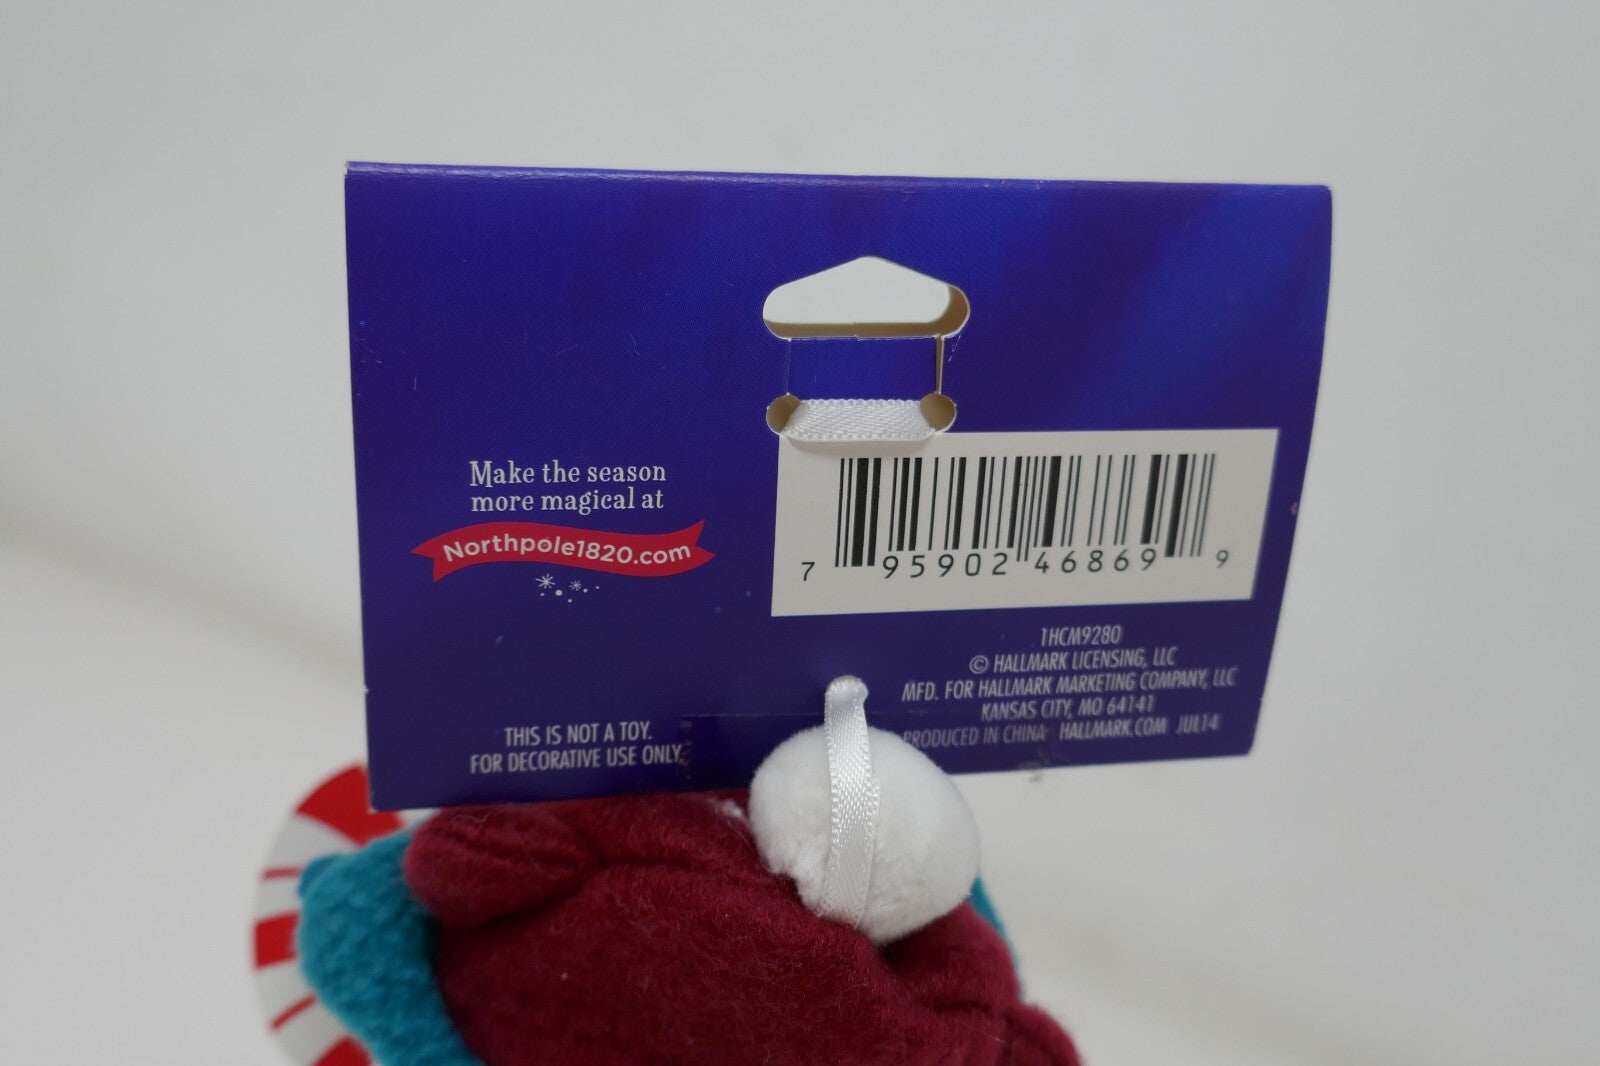 Make the season
more magical at
Northpole1820.com
THIS IS NOT A TOY.
FOR DECORATIVE USE ONLY.
7 95902 46869 9
1HCM9280
© HALLMARK LICENSING, LLC
MFD. FOR HALLMARK MARKETING COMPANY, LLC
KANSAS CITY, MO 64141
PRODUCED IN CHINA HALLMARK.COM JUL14